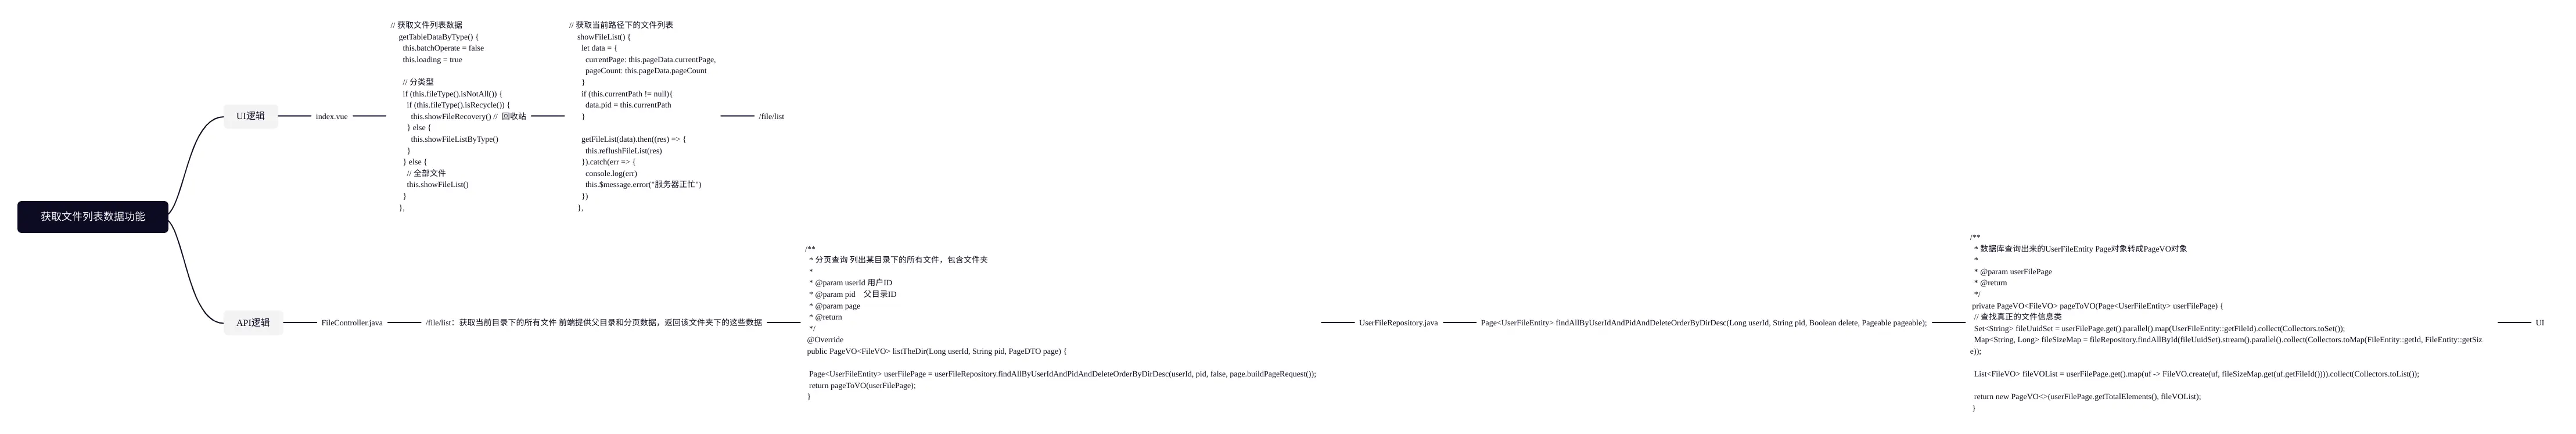 获取文件列表数据功能
UI逻辑
index.vue
// 获取文件列表数据
getTableDataByType() {
this.batchOperate = false
this.loading = true
// 分类型
if (this.fileType().isNotAll()) {
if (this.fileType().isRecycle()) {
this.showFileRecovery() //  回收站
} else {
this.showFileListByType()
}
} else {
// 全部文件
this.showFileList()
}
},
// 获取当前路径下的文件列表
showFileList() {
let data = {
currentPage: this.pageData.currentPage,
pageCount: this.pageData.pageCount
}
if (this.currentPath != null){
data.pid = this.currentPath
}
getFileList(data).then((res) => {
this.reflushFileList(res)
}).catch(err => {
console.log(err)
this.$message.error("服务器正忙")
})
},
/file/list
API逻辑
FileController.java
/file/list：获取当前目录下的所有文件 前端提供父目录和分页数据，返回该文件夹下的这些数据
/**
* 分页查询 列出某目录下的所有文件，包含文件夹
*
* @param userId 用户ID
* @param pid    父目录ID
* @param page
* @return
*/
@Override
public PageVO<FileVO> listTheDir(Long userId, String pid, PageDTO page) {
Page<UserFileEntity> userFilePage = userFileRepository.findAllByUserIdAndPidAndDeleteOrderByDirDesc(userId, pid, false, page.buildPageRequest());
return pageToVO(userFilePage);
}
UserFileRepository.java
Page<UserFileEntity> findAllByUserIdAndPidAndDeleteOrderByDirDesc(Long userId, String pid, Boolean delete, Pageable pageable);
/**
* 数据库查询出来的UserFileEntity Page对象转成PageVO对象
*
* @param userFilePage
* @return
*/
private PageVO<FileVO> pageToVO(Page<UserFileEntity> userFilePage) {
// 查找真正的文件信息类
Set<String> fileUuidSet = userFilePage.get().parallel().map(UserFileEntity::getFileId).collect(Collectors.toSet());
Map<String, Long> fileSizeMap = fileRepository.findAllById(fileUuidSet).stream().parallel().collect(Collectors.toMap(FileEntity::getId, FileEntity::getSiz
e));
List<FileVO> fileVOList = userFilePage.get().map(uf -> FileVO.create(uf, fileSizeMap.get(uf.getFileId()))).collect(Collectors.toList());
return new PageVO<>(userFilePage.getTotalElements(), fileVOList);
}
UI